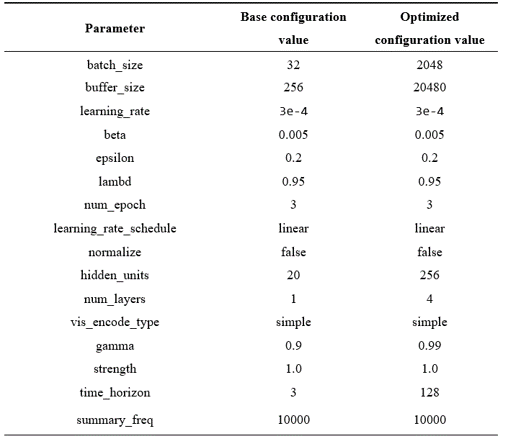 Parameter Base configuration value Optimized configuration value
batch_size 32 2048
buffer_size 256 20480
learning_rate 3e-4 3e-4
beta 0.005 0.005
epsilon 0.2 0.2
lambd 0.95 0.95
num_epoch 3 3
learning_rate_schedule linear linear
normalize false false
hidden_units 20 256
num_layers 1 4
vis_encode_type simple simple
gamma 0.9 0.99
strength 1.0 1.0
time_horizon 3 128
summary_freq 10000 10000